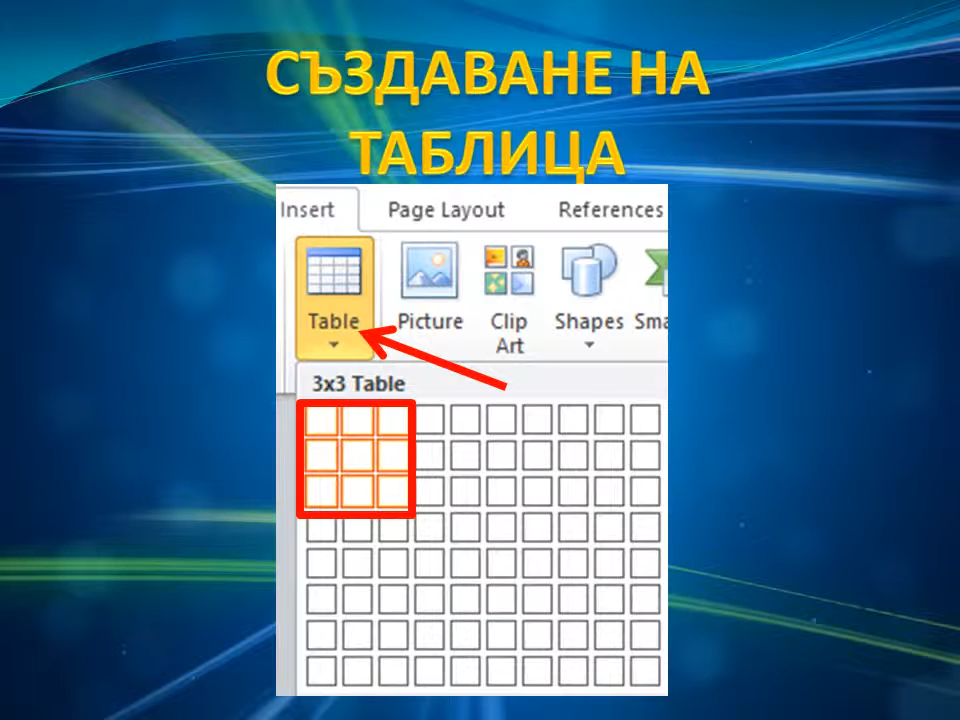 СЪЗДАВАНЕ НА
ТАБЛИЦА
Insert Page Layout References
Table Picture Clip Art Shapes
3x3 Table